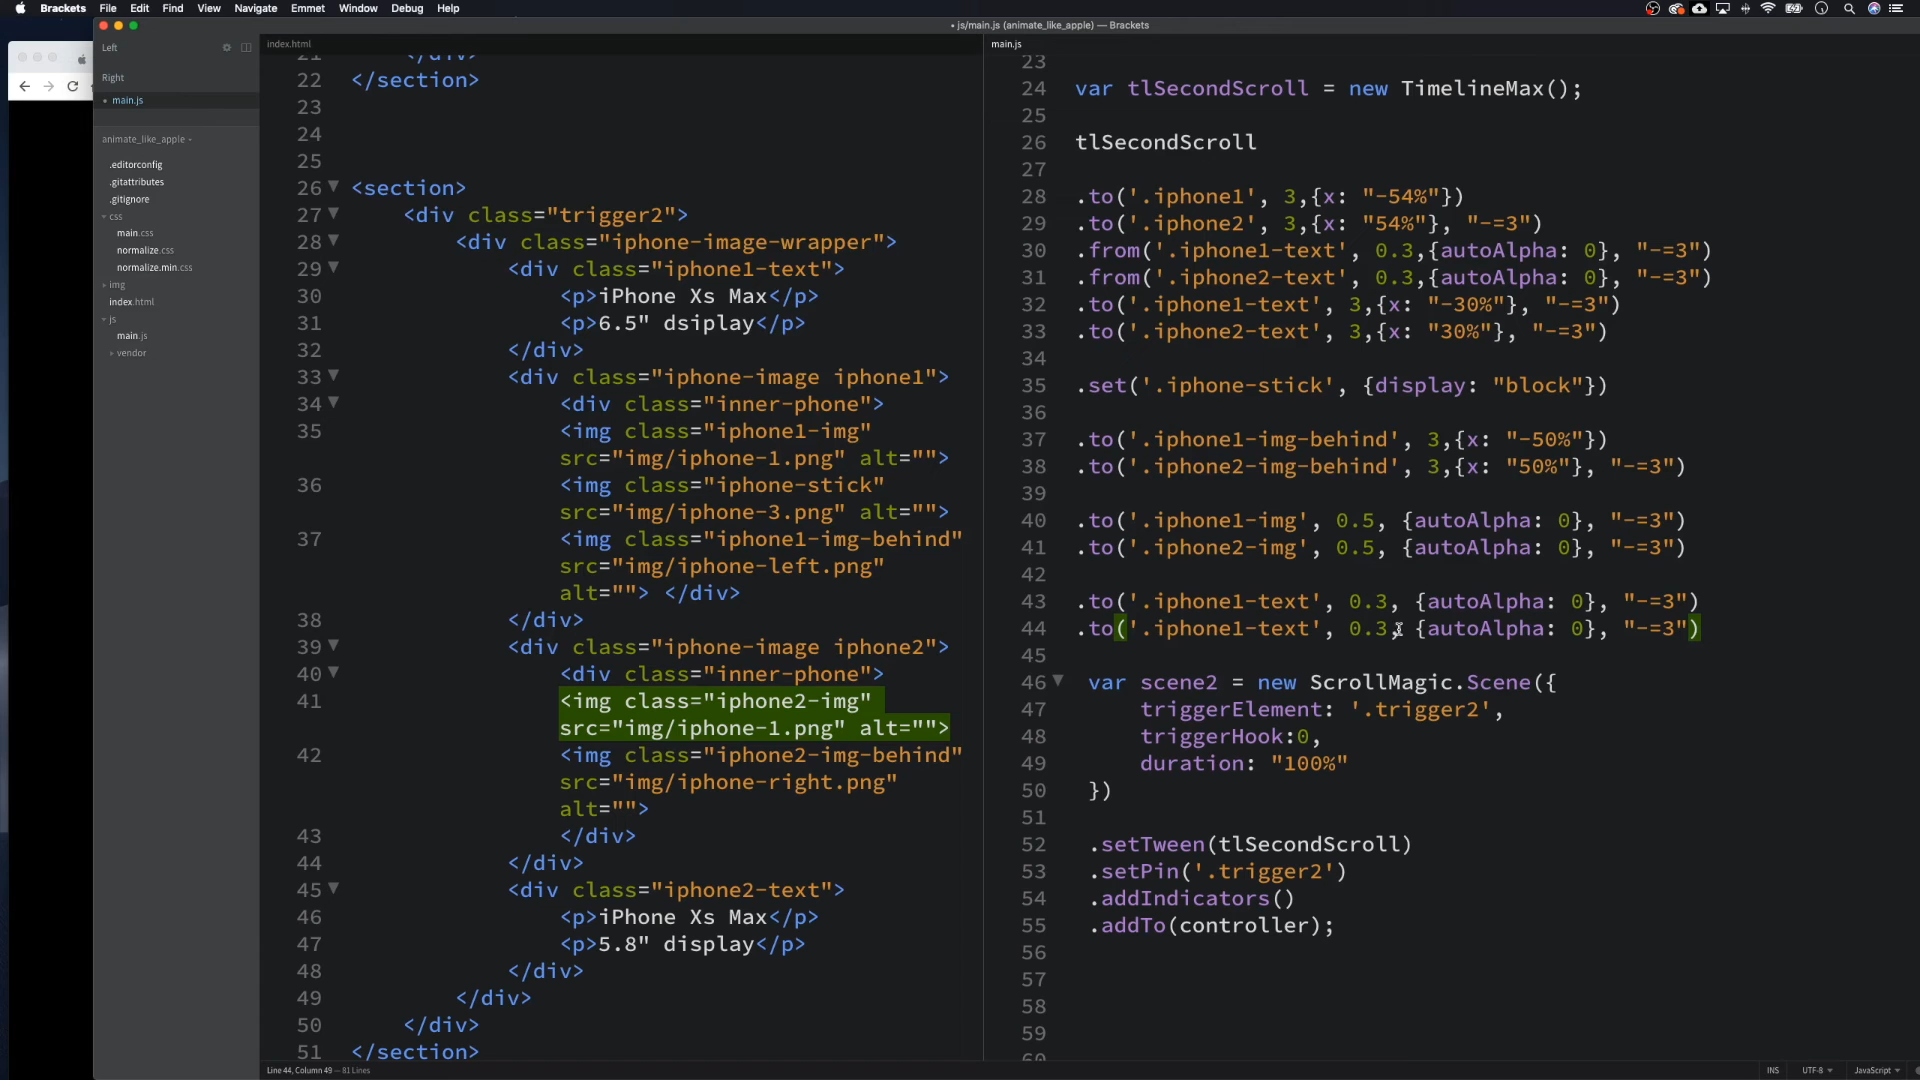 Brackets File Edit Find View Navigate Emmet Window Debug Help
• js/main.js (animate_like_apple) — Brackets
Left
Right
• main.js
animate_like_apple
.editorconfig
.gitattributes
.gitignore
css
main.css
normalize.css
normalize.min.css
img
index.html
js
main.js
vendor
index.html
21 </div>
22 </section>
23
24
25
26 <section>
27 <div class="trigger2">
28 <div class="iphone-image-wrapper">
29 <div class="iphone1-text">
30 <p>iPhone Xs Max</p>
31 <p>6.5" dsiplay</p>
32 </div>
33 <div class="iphone-image iphone1">
34 <div class="inner-phone">
35 <img class="iphone1-img"
src="img/iphone-1.png" alt="">
36 <img class="iphone-stick"
src="img/iphone-3.png" alt="">
37 <img class="iphone1-img-behind"
src="img/iphone-left.png"
alt=""> </div>
38 </div>
39 <div class="iphone-image iphone2">
40 <div class="inner-phone">
41 <img class="iphone2-img"
src="img/iphone-1.png" alt="">
42 <img class="iphone2-img-behind"
src="img/iphone-right.png"
alt="">
43 </div>
44 </div>
45 <div class="iphone2-text">
46 <p>iPhone Xs Max</p>
47 <p>5.8" display</p>
48 </div>
49 </div>
50 </div>
51 </section>
main.js
23
24 var tlSecondScroll = new TimelineMax();
25
26 tlSecondScroll
27
28 .to('.iphone1', 3,{x: "-54%"})
29 .to('.iphone2', 3,{x: "54%"}, "-=3")
30 .from('.iphone1-text', 0.3,{autoAlpha: 0}, "-=3")
31 .from('.iphone2-text', 0.3,{autoAlpha: 0}, "-=3")
32 .to('.iphone1-text', 3,{x: "-30%"}, "-=3")
33 .to('.iphone2-text', 3,{x: "30%"}, "-=3")
34
35 .set('.iphone-stick', {display: "block"})
36
37 .to('.iphone1-img-behind', 3,{x: "-50%"})
38 .to('.iphone2-img-behind', 3,{x: "50%"}, "-=3")
39
40 .to('.iphone1-img', 0.5, {autoAlpha: 0}, "-=3")
41 .to('.iphone2-img', 0.5, {autoAlpha: 0}, "-=3")
42
43 .to('.iphone1-text', 0.3, {autoAlpha: 0}, "-=3")
44 .to('.iphone1-text', 0.3, {autoAlpha: 0}, "-=3")
45
46 var scene2 = new ScrollMagic.Scene({
47 triggerElement: '.trigger2',
48 triggerHook:0,
49 duration: "100%"
50 })
51
52 .setTween(tlSecondScroll)
53 .setPin('.trigger2')
54 .addIndicators()
55 .addTo(controller);
56
57
58
59
60
Line 44, Column 49 — 81 Lines
INS UTF-8 JavaScript